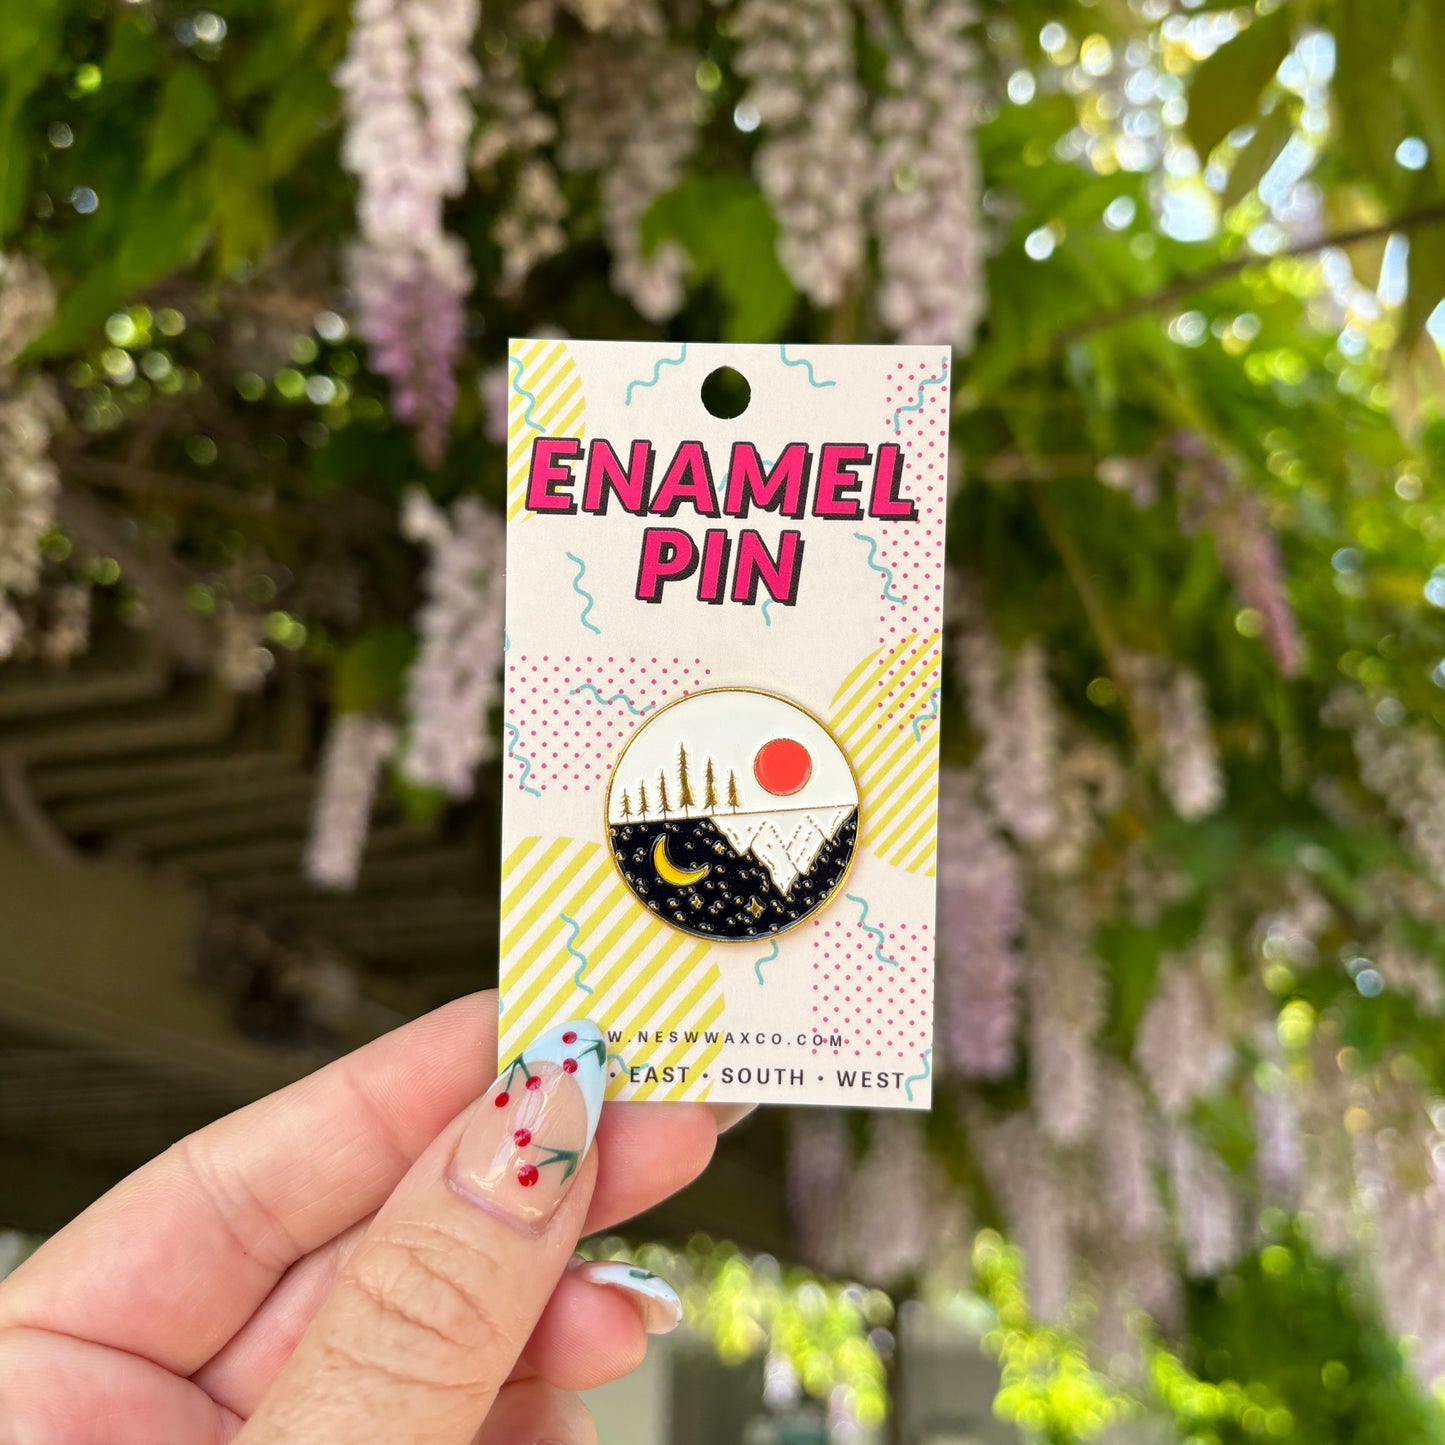 ENAMEL
PIN
W.NESWWAXCO.COM
• EAST • SOUTH • WEST